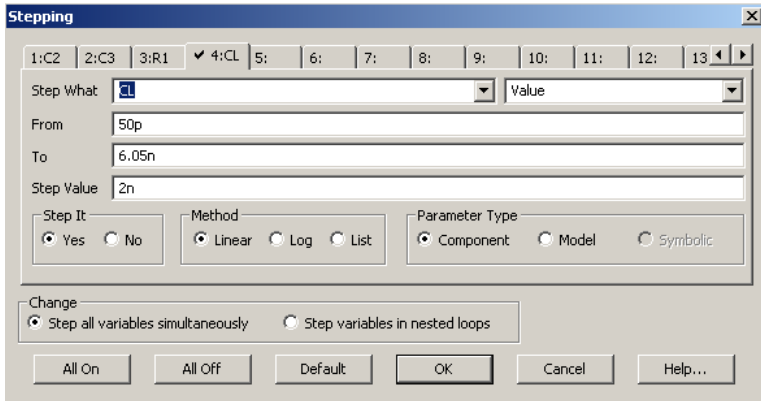 Stepping
1:C2 2:C3 3:R1 4:CL 5: 6: 7: 8: 9: 10: 11: 12: 13
Step What CL Value
From 50p
To 6.05n
Step Value 2n
Step It Method Parameter Type
Yes No Linear Log List Component Model Symbolic
Change
Step all variables simultaneously Step variables in nested loops
All On All Off Default OK Cancel Help...